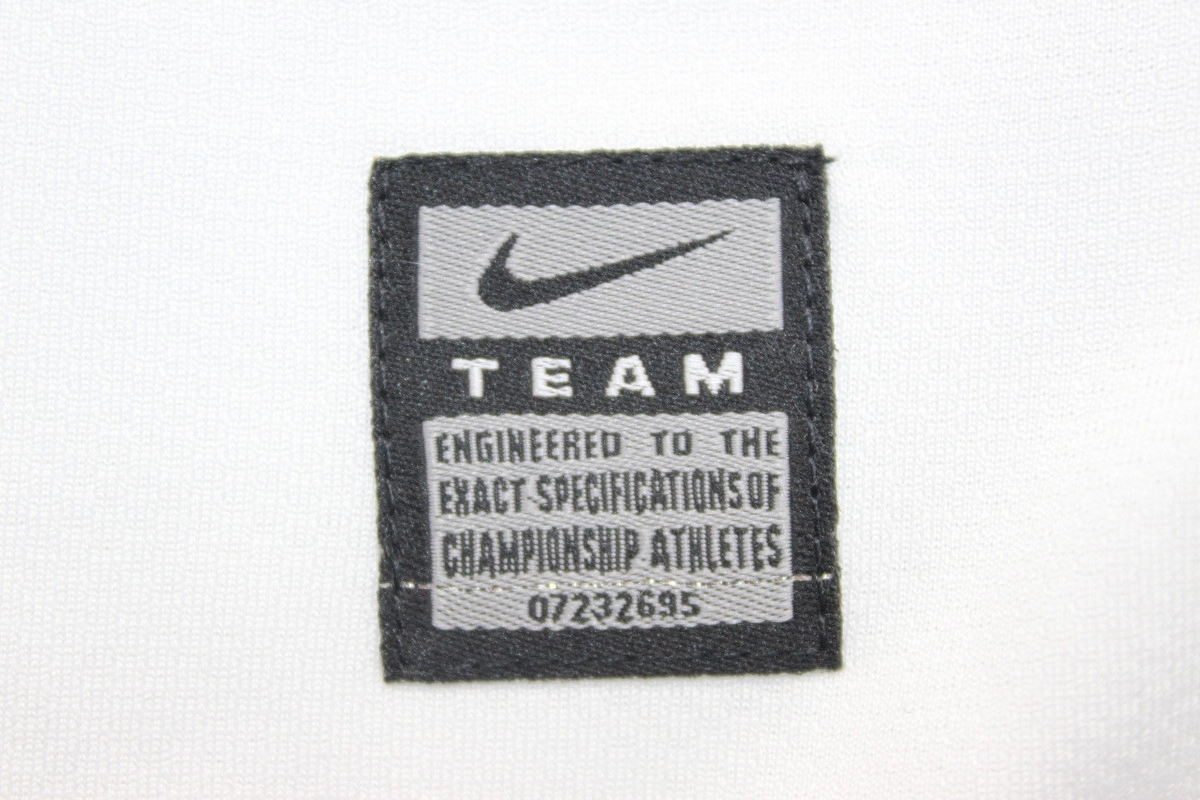 TEAM
ENGINEERED TO THE
EXACT SPECIFICATIONS OF
CHAMPIONSHIP ATHLETES
07232695